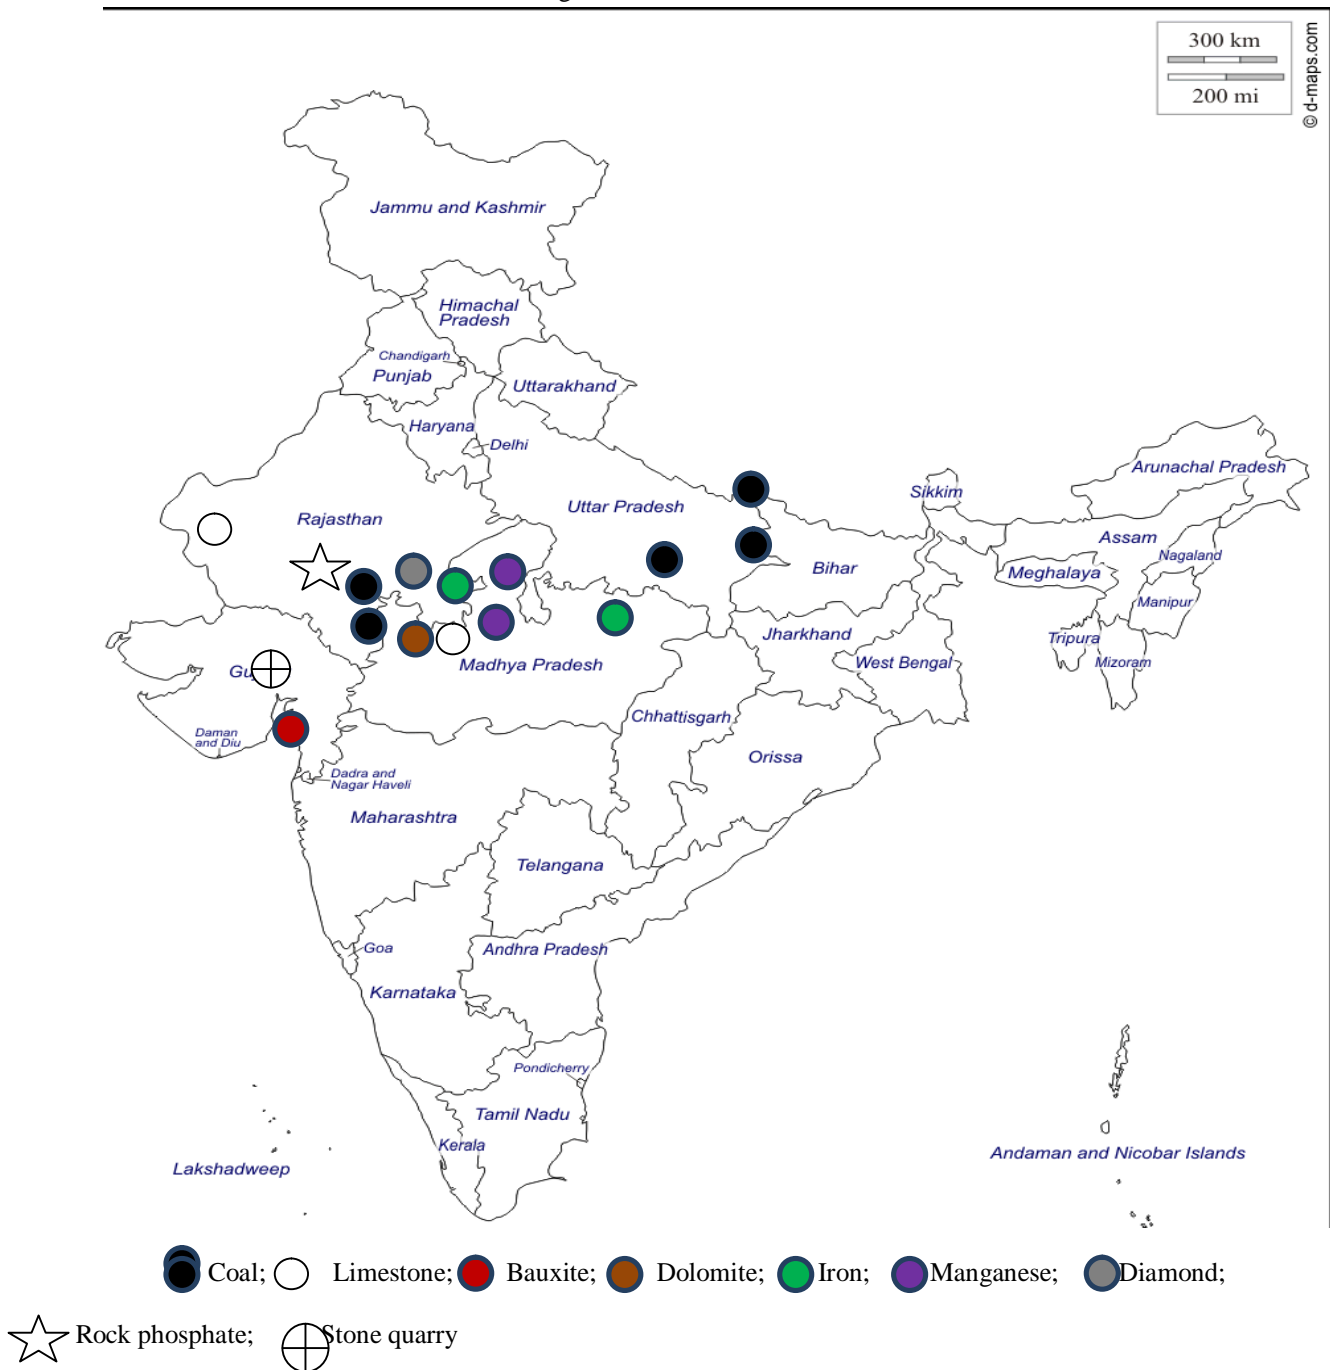 300 km
200 mi
© d-maps.com
Jammu and Kashmir
Himachal
Pradesh
Chandigarh
Punjab
Uttarakhand
Haryana
Delhi
Arunachal Pradesh
Sikkim
Uttar Pradesh
Rajasthan
Assam
Nagaland
Bihar
Meghalaya
Manipur
Jharkhand
Tripura
West Bengal
Mizoram
Madhya Pradesh
Gu
Chhattisgarh
Daman
and Diu
Orissa
Dadra and
Nagar Haveli
Maharashtra
Telangana
Goa
Andhra Pradesh
Karnataka
Pondicherry
Tamil Nadu
Kerala
Lakshadweep
Andaman and Nicobar Islands
Coal; Limestone; Bauxite; Dolomite; Iron; Manganese; Diamond;
Rock phosphate; Stone quarry